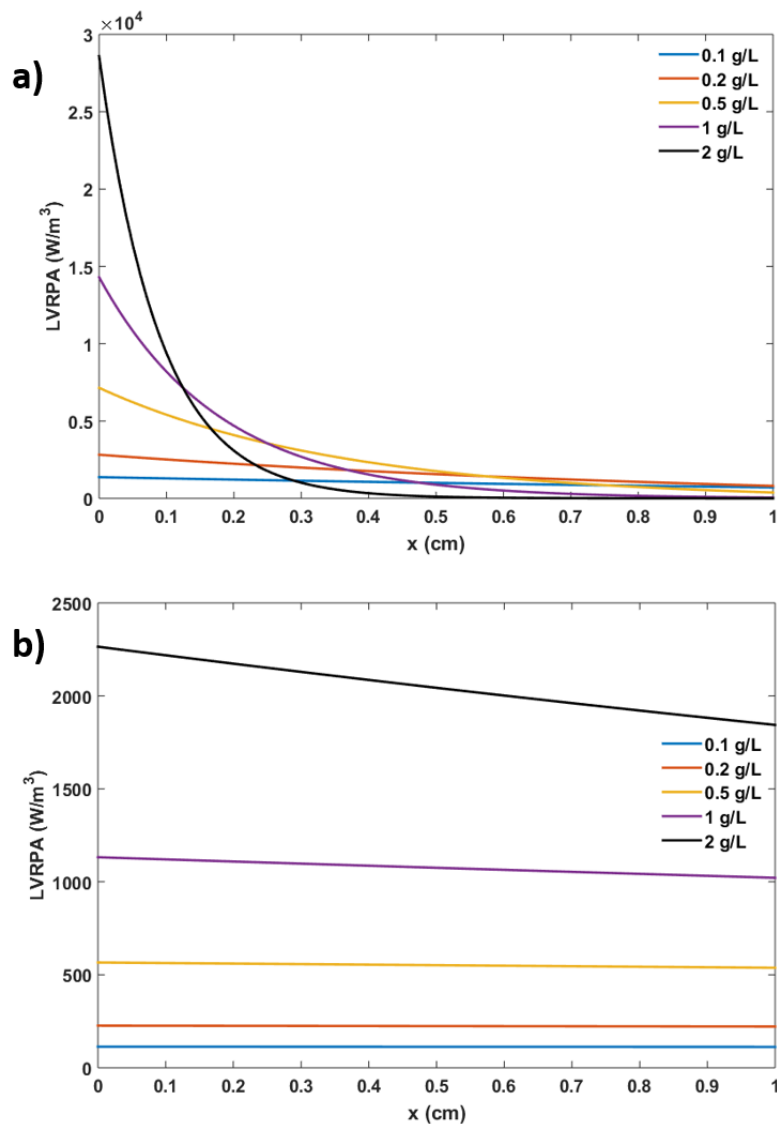 a)
×10⁴
3
2.5
2
1.5
1
0.5
0
LVRPA (W/m³)
0.1 g/L
0.2 g/L
0.5 g/L
1 g/L
2 g/L
0 0.1 0.2 0.3 0.4 0.5 0.6 0.7 0.8 0.9 1
x (cm)
b)
2500
2000
1500
1000
500
0
LVRPA (W/m³)
0.1 g/L
0.2 g/L
0.5 g/L
1 g/L
2 g/L
0 0.1 0.2 0.3 0.4 0.5 0.6 0.7 0.8 0.9 1
x (cm)